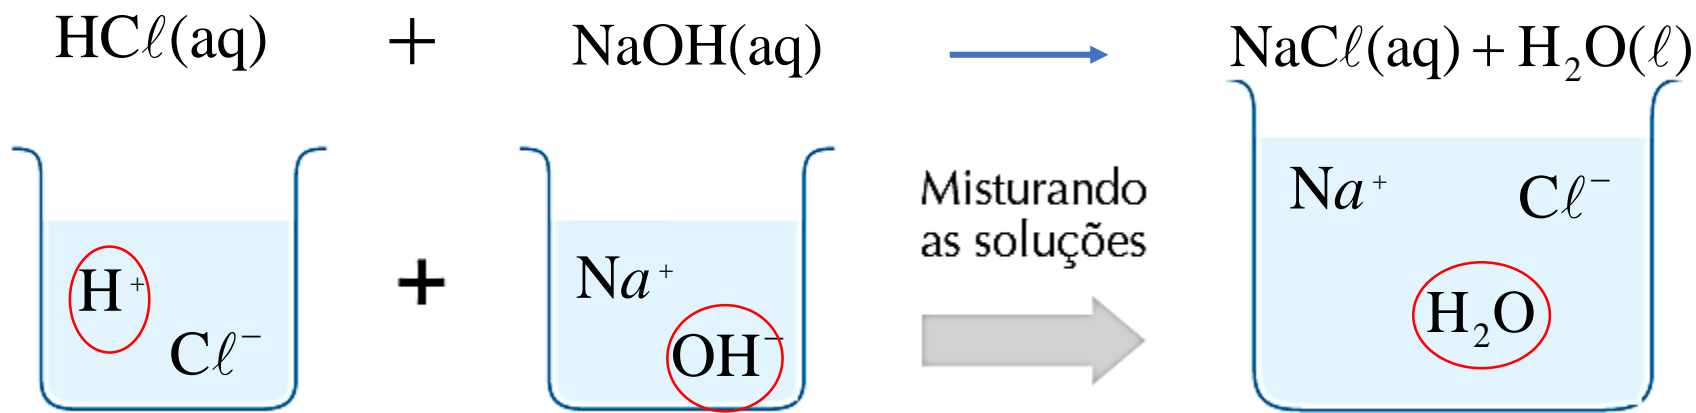 HCℓ(aq) + NaOH(aq) → NaCℓ(aq) + H₂O(ℓ)
H⁺
Cℓ⁻
+
Na⁺
OH⁻
Misturando
as soluções
Na⁺ Cℓ⁻
H₂O